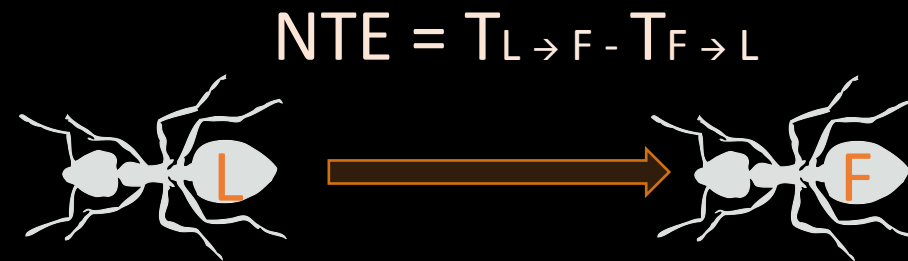 NTE = TL → F - TF → L
L F